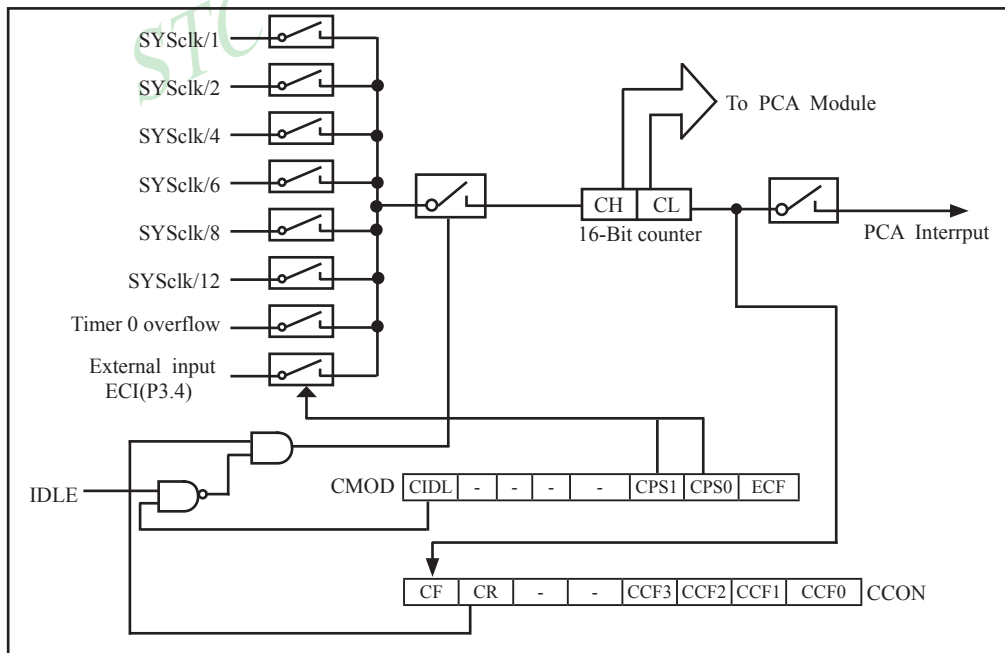 STC
SYSclk/1
SYSclk/2
SYSclk/4
SYSclk/6
SYSclk/8
SYSclk/12
Timer 0 overflow
External input
ECI(P3.4)
To PCA Module
CH CL
16-Bit counter
PCA Interrput
IDLE
CMOD CIDL - - - - CPS1 CPS0 ECF
CF CR - - CCF3 CCF2 CCF1 CCF0 CCON